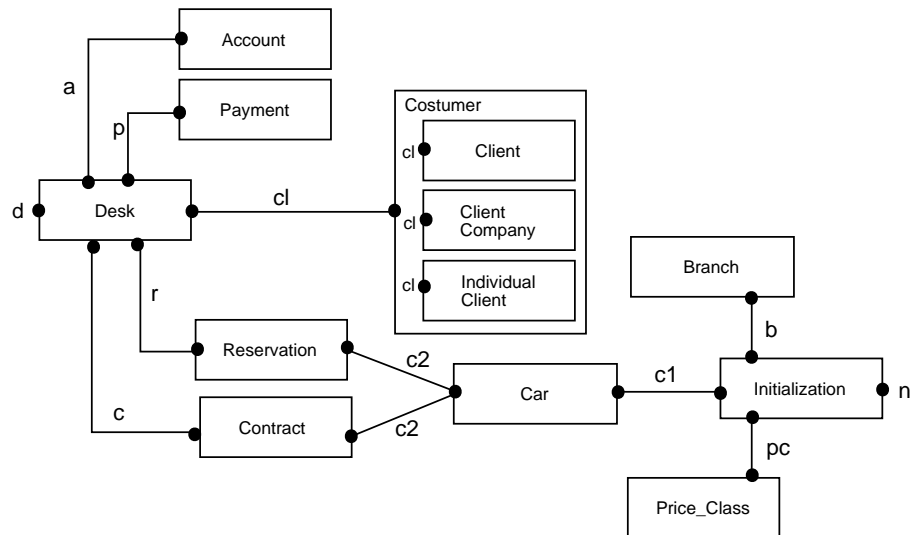 Account
a
Payment
p
Costumer
cl
Client
d
Desk
cl
cl
Client
Company
cl
Individual
Client
Branch
r
b
Reservation
c2
Car
c1
Initialization
n
c
Contract
c2
pc
Price_Class